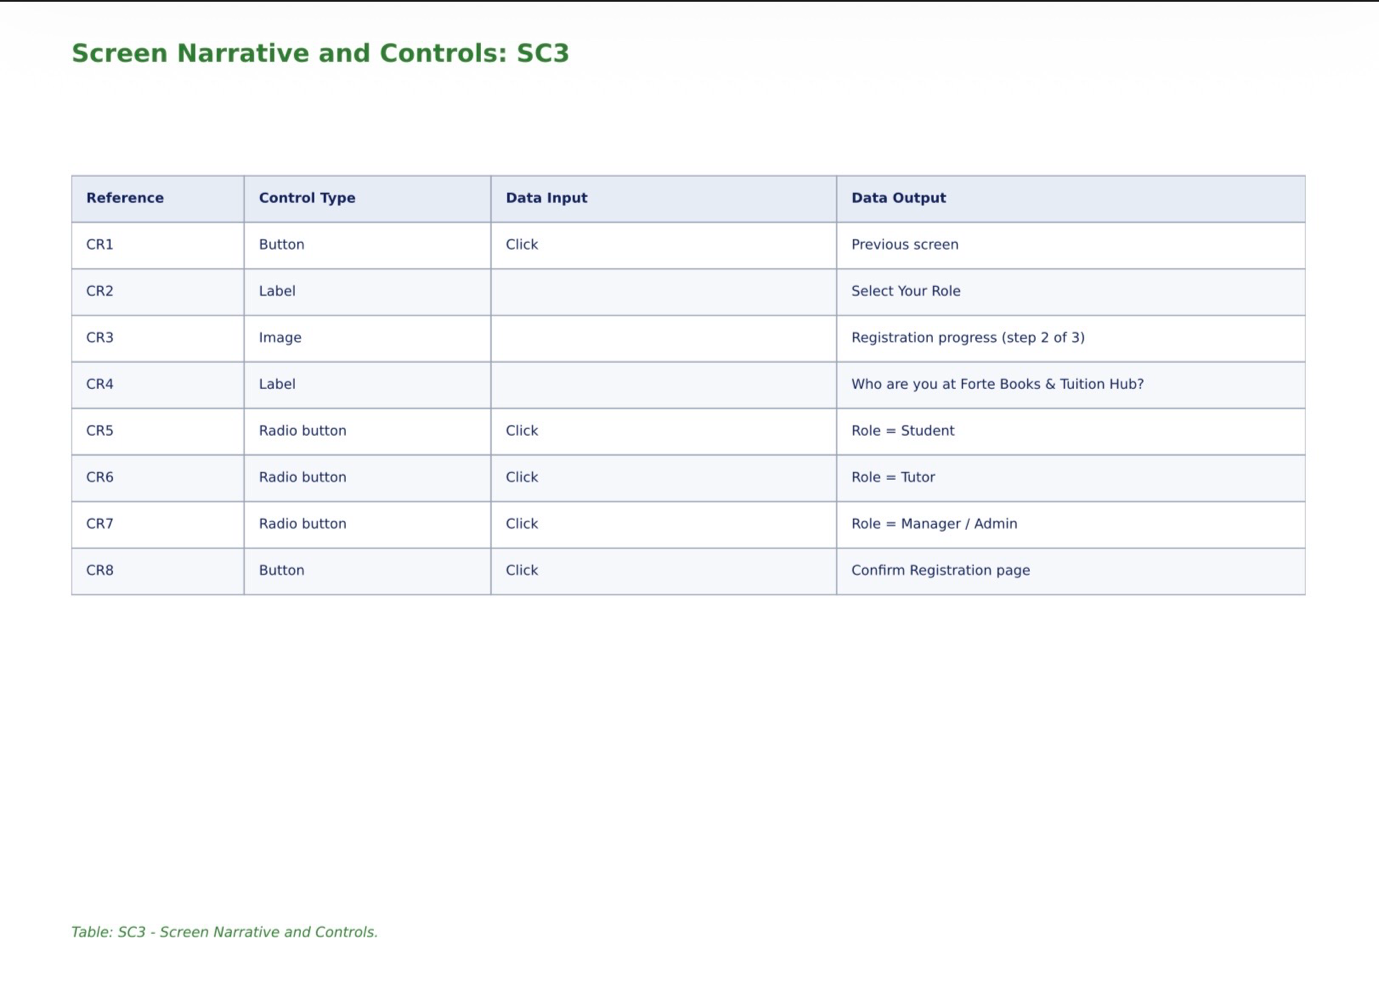 Screen Narrative and Controls: SC3
Reference Control Type Data Input Data Output
CR1 Button Click Previous screen
CR2 Label Select Your Role
CR3 Image Registration progress (step 2 of 3)
CR4 Label Who are you at Forte Books & Tuition Hub?
CR5 Radio button Click Role = Student
CR6 Radio button Click Role = Tutor
CR7 Radio button Click Role = Manager / Admin
CR8 Button Click Confirm Registration page
Table: SC3 - Screen Narrative and Controls.